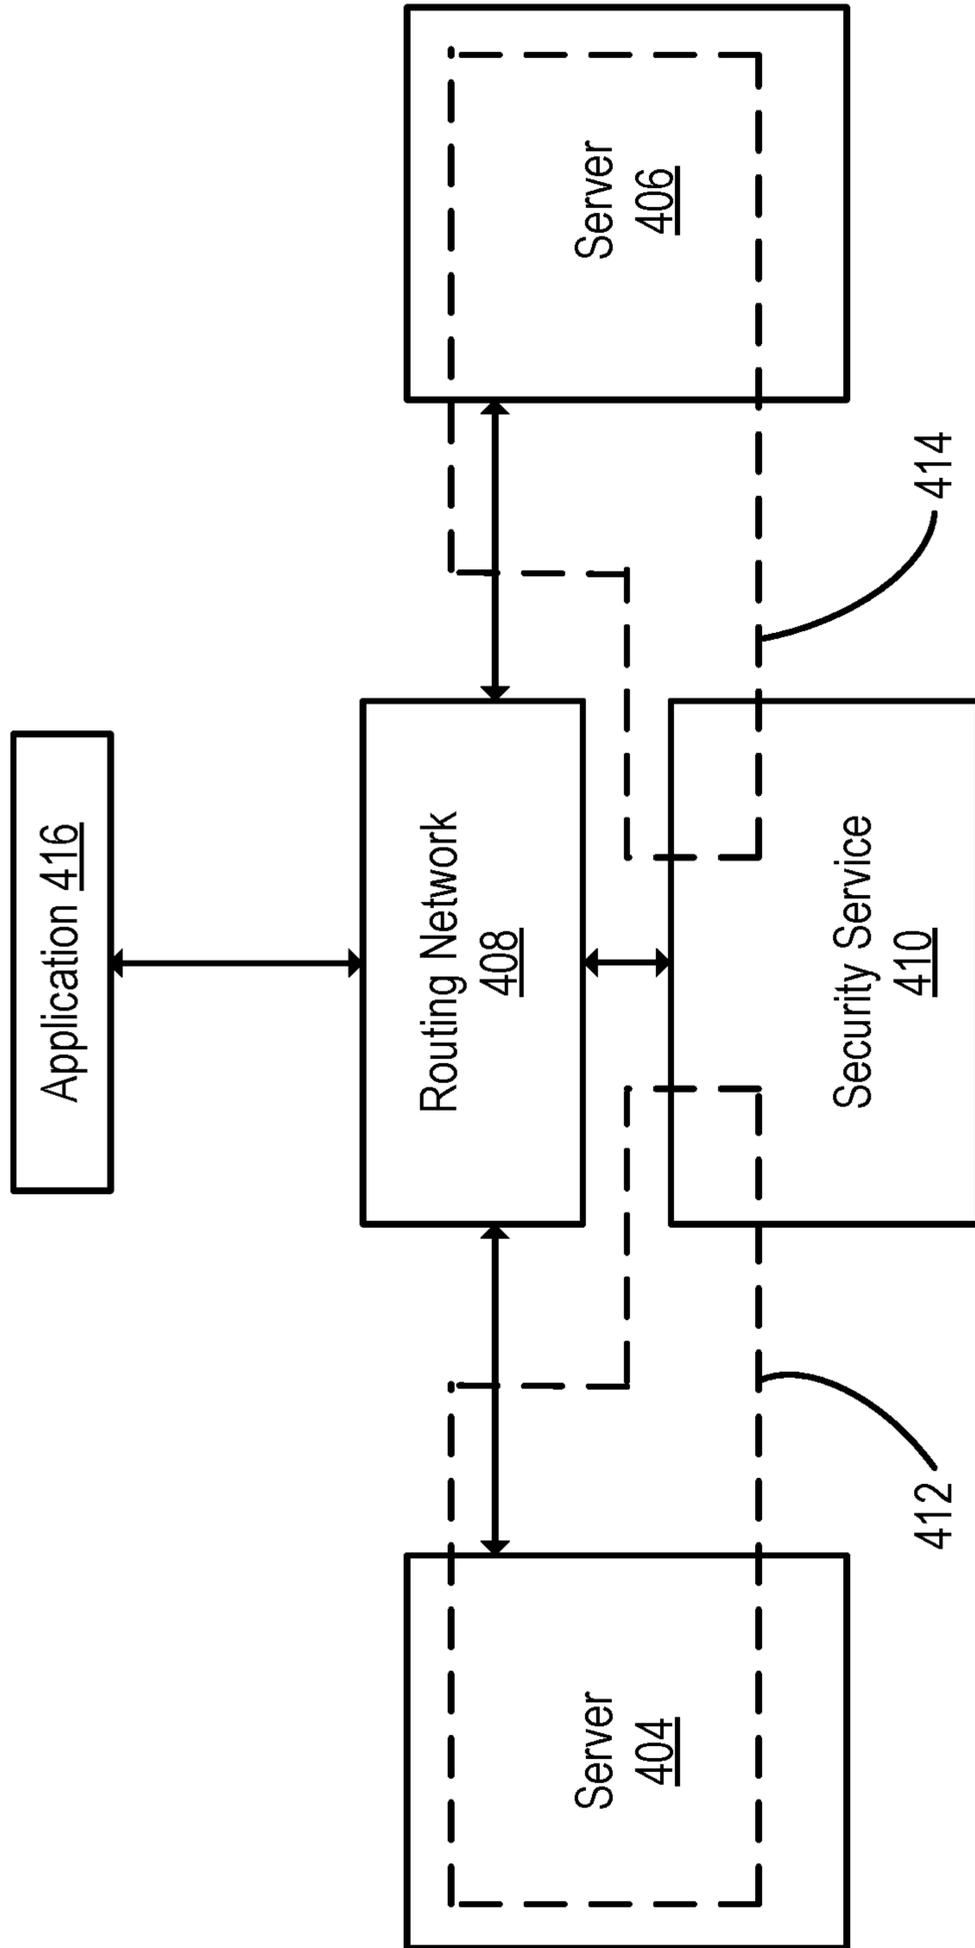 Application 416
Routing Network
408
Server
404
Server
406
Security Service
410
412
414